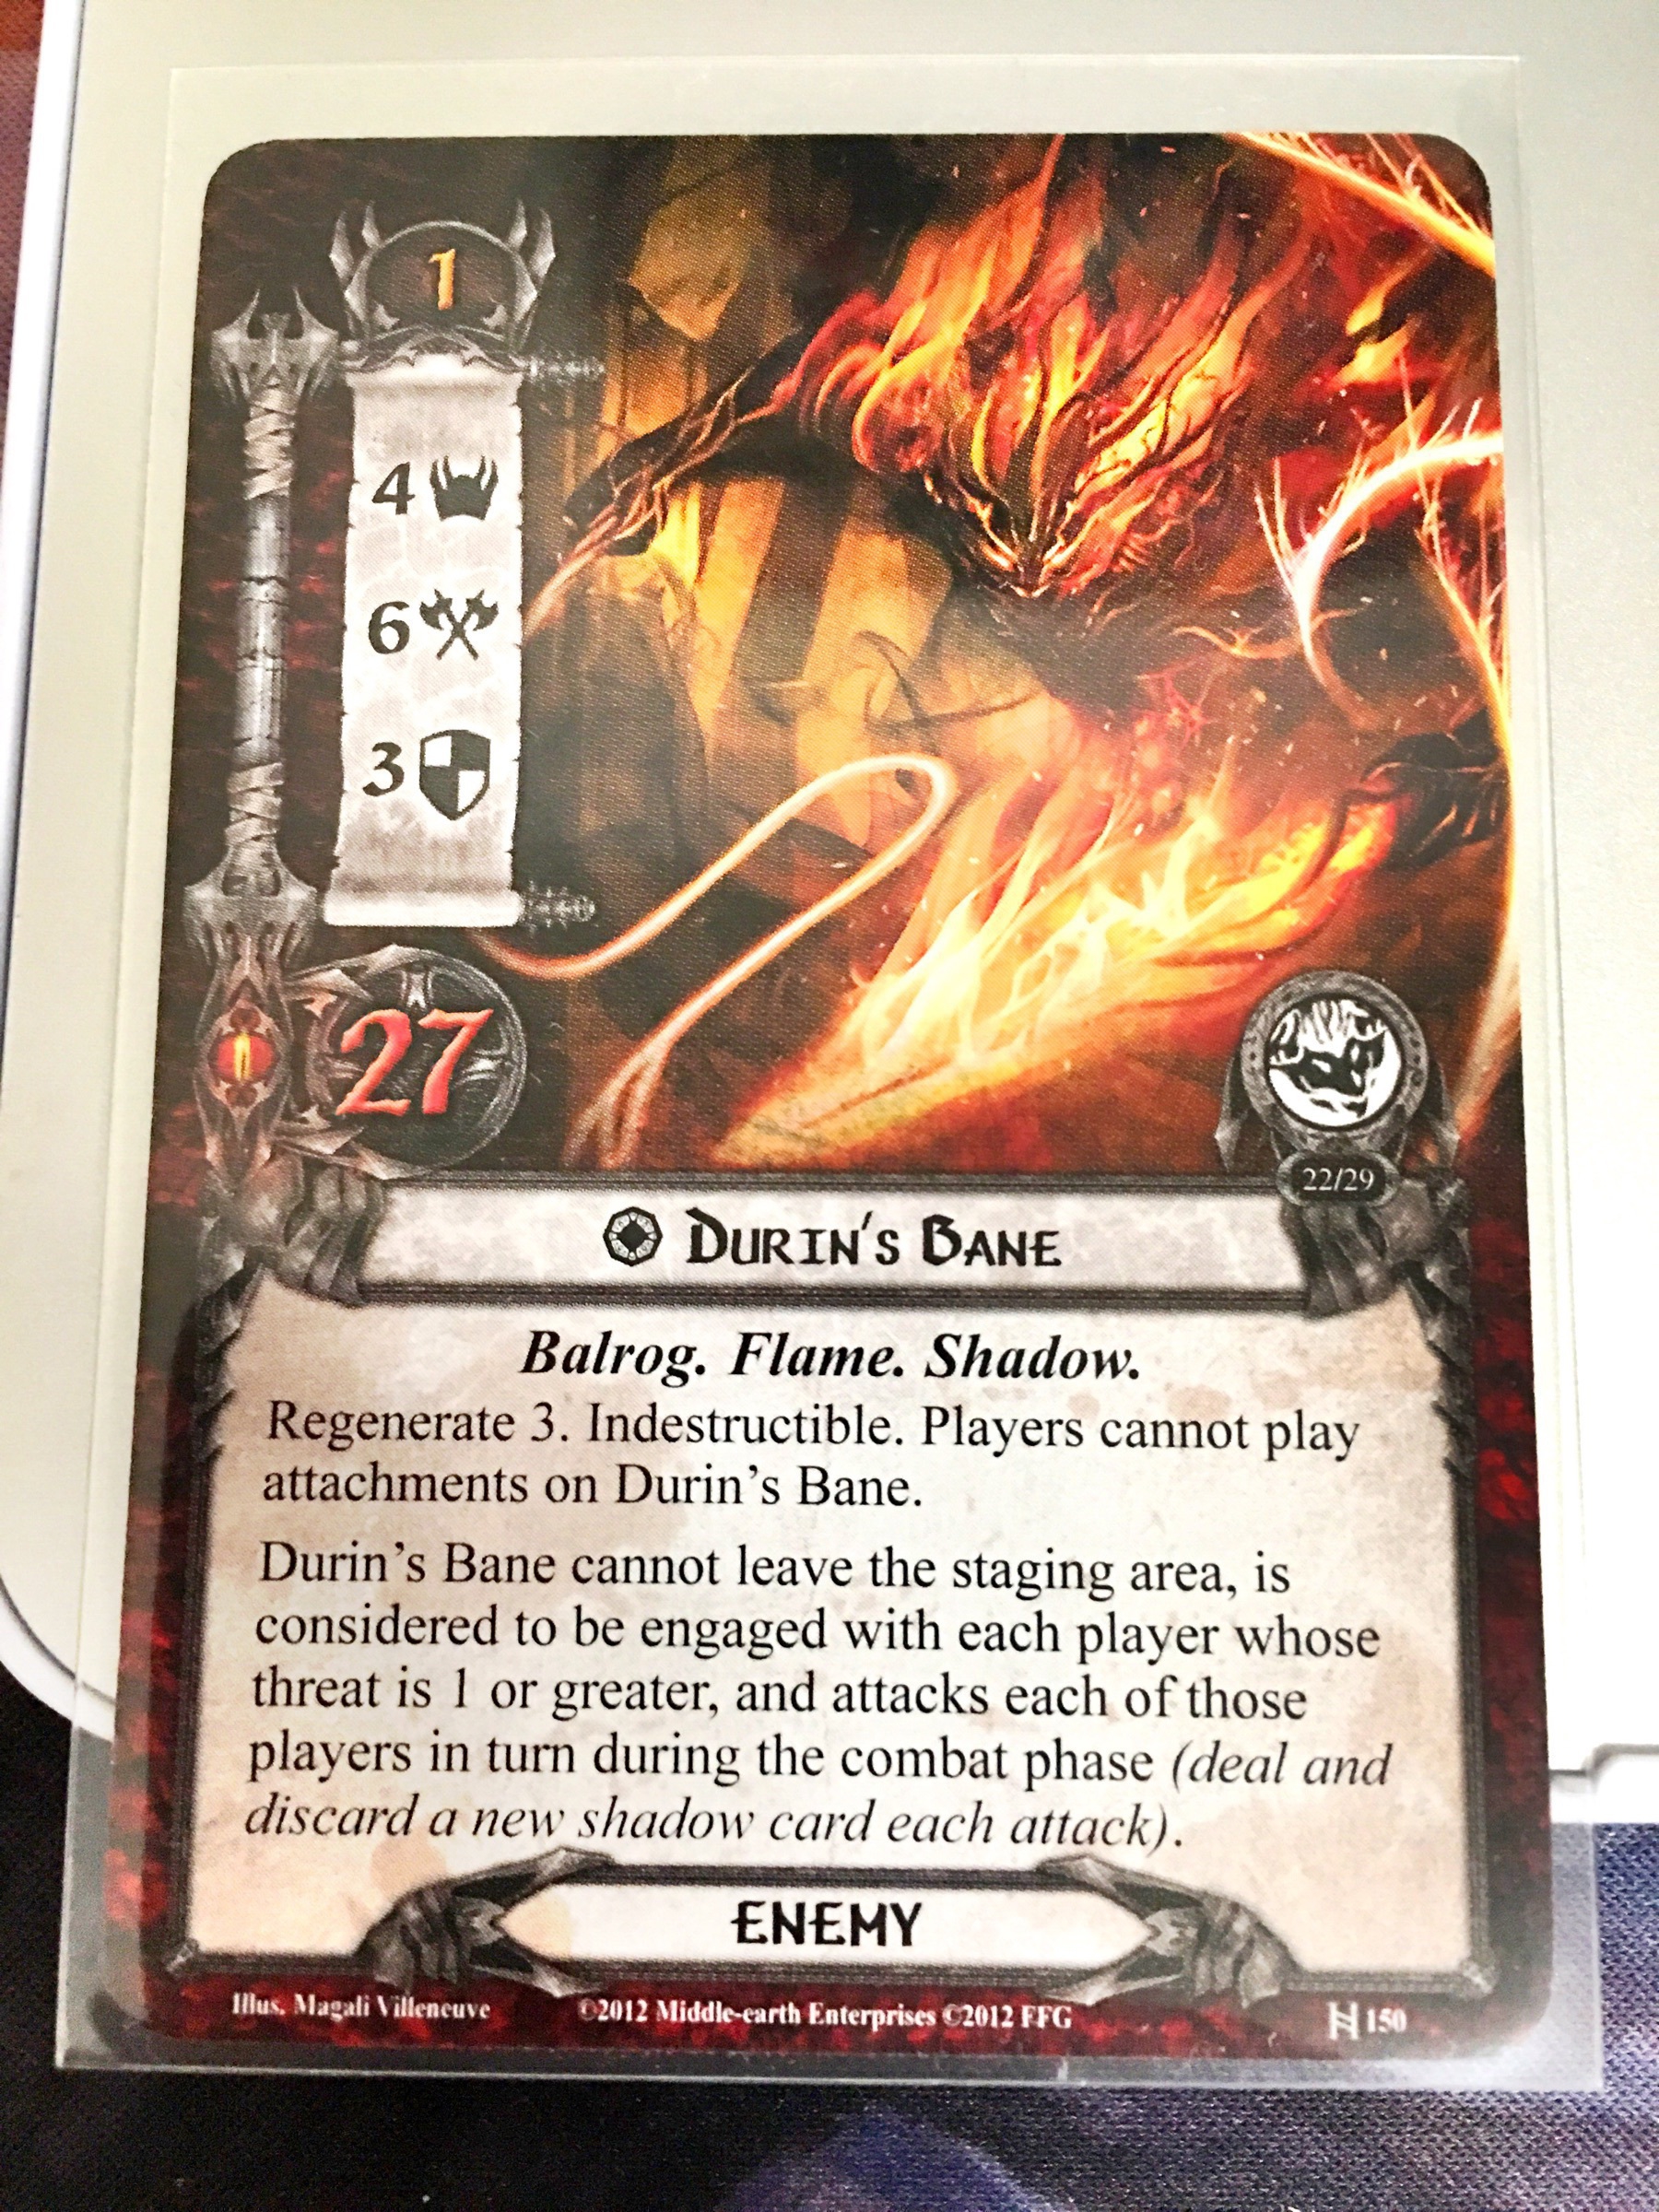 1
4
6
3
27
22/29
Durin's Bane
Balrog. Flame. Shadow.
Regenerate 3. Indestructible. Players cannot play
attachments on Durin's Bane.
Durin's Bane cannot leave the staging area, is
considered to be engaged with each player whose
threat is 1 or greater, and attacks each of those
players in turn during the combat phase (deal and
discard a new shadow card each attack).
ENEMY
Illus. Magali Villeneuve ©2012 Middle-earth Enterprises ©2012 FFG 150